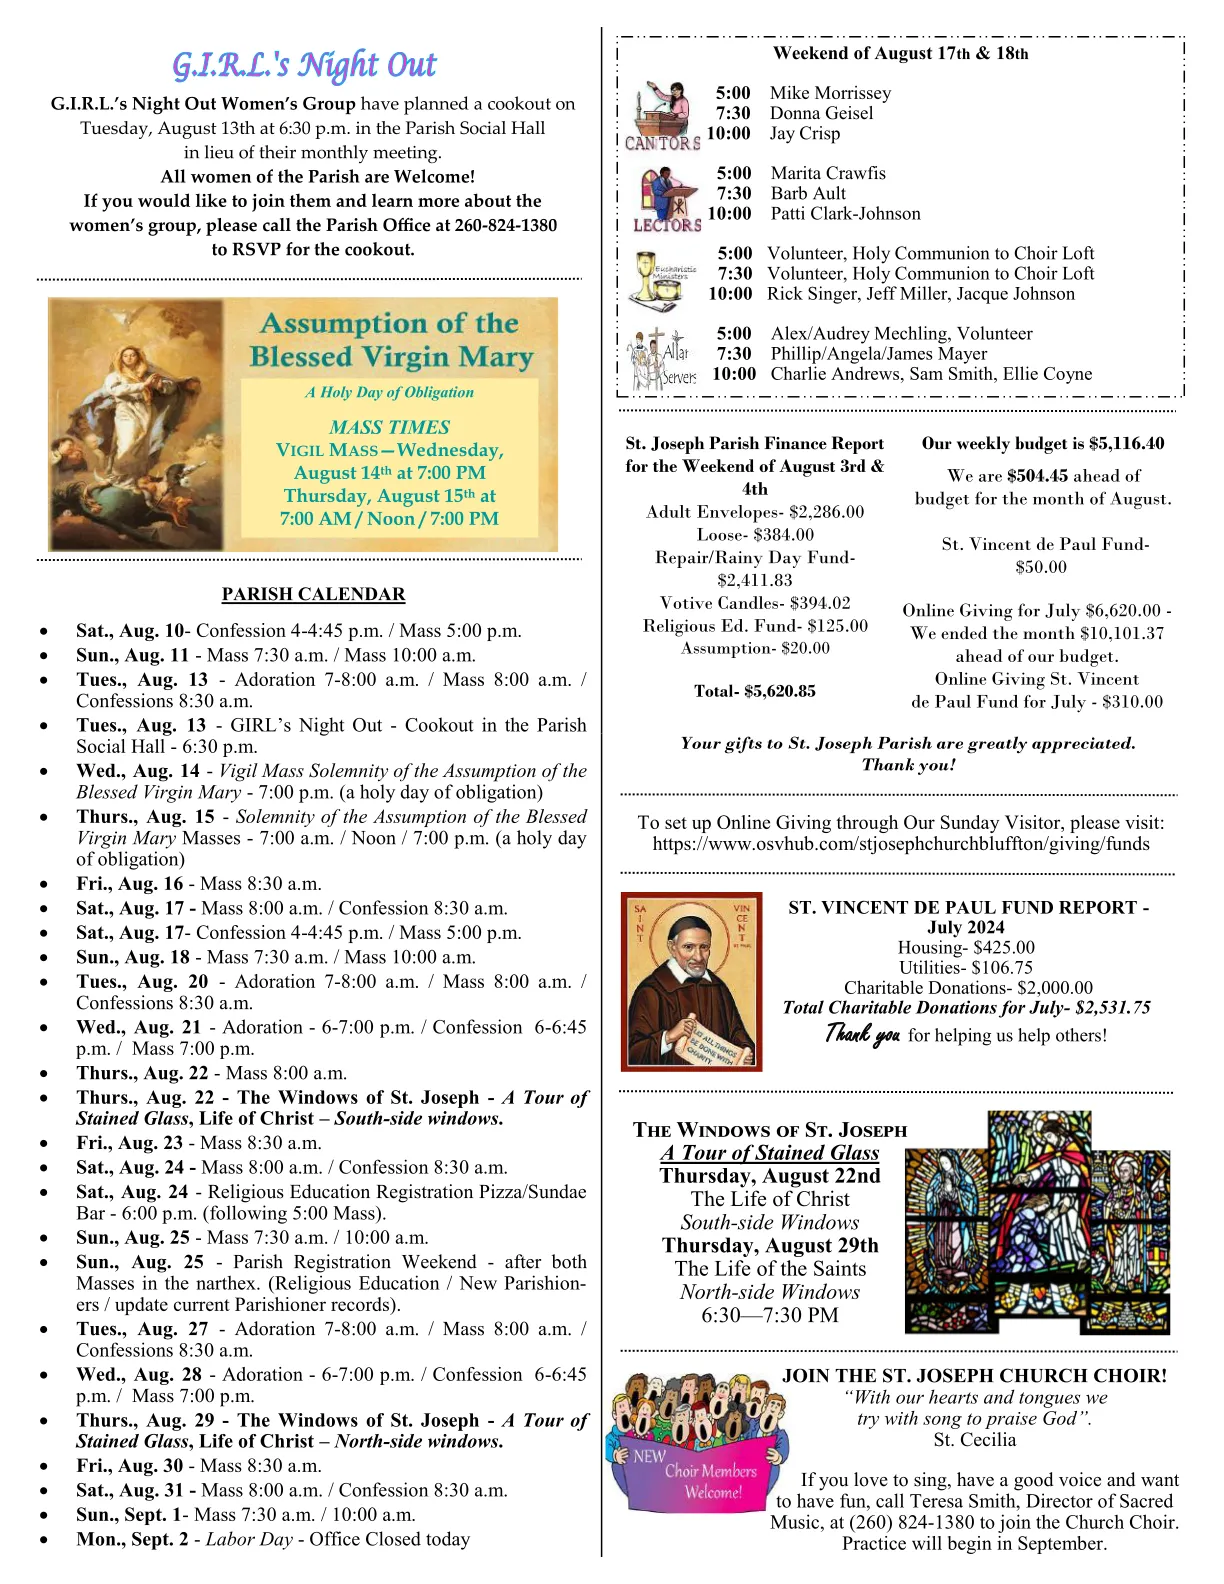 G.I.R.L.'s Night Out
G.I.R.L.'s Night Out Women's Group have planned a cookout on
Tuesday, August 13th at 6:30 p.m. in the Parish Social Hall
in lieu of their monthly meeting.
All women of the Parish are Welcome!
If you would like to join them and learn more about the
women's group, please call the Parish Office at 260-824-1380
to RSVP for the cookout.
Assumption of the
Blessed Virgin Mary
A Holy Day of Obligation
MASS TIMES
VIGIL MASS—Wednesday,
August 14th at 7:00 PM
Thursday, August 15th at
7:00 AM / Noon / 7:00 PM
PARISH CALENDAR
• Sat., Aug. 10- Confession 4-4:45 p.m. / Mass 5:00 p.m.
• Sun., Aug. 11 - Mass 7:30 a.m. / Mass 10:00 a.m.
• Tues., Aug. 13 - Adoration 7-8:00 a.m. / Mass 8:00 a.m. /
Confessions 8:30 a.m.
• Tues., Aug. 13 - GIRL's Night Out - Cookout in the Parish
Social Hall - 6:30 p.m.
• Wed., Aug. 14 - Vigil Mass Solemnity of the Assumption of the
Blessed Virgin Mary - 7:00 p.m. (a holy day of obligation)
• Thurs., Aug. 15 - Solemnity of the Assumption of the Blessed
Virgin Mary Masses - 7:00 a.m. / Noon / 7:00 p.m. (a holy day
of obligation)
• Fri., Aug. 16 - Mass 8:30 a.m.
• Sat., Aug. 17 - Mass 8:00 a.m. / Confession 8:30 a.m.
• Sat., Aug. 17- Confession 4-4:45 p.m. / Mass 5:00 p.m.
• Sun., Aug. 18 - Mass 7:30 a.m. / Mass 10:00 a.m.
• Tues., Aug. 20 - Adoration 7-8:00 a.m. / Mass 8:00 a.m. /
Confessions 8:30 a.m.
• Wed., Aug. 21 - Adoration - 6-7:00 p.m. / Confession 6-6:45
p.m. / Mass 7:00 p.m.
• Thurs., Aug. 22 - Mass 8:00 a.m.
• Thurs., Aug. 22 - The Windows of St. Joseph - A Tour of
Stained Glass, Life of Christ – South-side windows.
• Fri., Aug. 23 - Mass 8:30 a.m.
• Sat., Aug. 24 - Mass 8:00 a.m. / Confession 8:30 a.m.
• Sat., Aug. 24 - Religious Education Registration Pizza/Sundae
Bar - 6:00 p.m. (following 5:00 Mass).
• Sun., Aug. 25 - Mass 7:30 a.m. / 10:00 a.m.
• Sun., Aug. 25 - Parish Registration Weekend - after both
Masses in the narthex. (Religious Education / New Parishion-
ers / update current Parishioner records).
• Tues., Aug. 27 - Adoration 7-8:00 a.m. / Mass 8:00 a.m. /
Confessions 8:30 a.m.
• Wed., Aug. 28 - Adoration - 6-7:00 p.m. / Confession 6-6:45
p.m. / Mass 7:00 p.m.
• Thurs., Aug. 29 - The Windows of St. Joseph - A Tour of
Stained Glass, Life of Christ – North-side windows.
• Fri., Aug. 30 - Mass 8:30 a.m.
• Sat., Aug. 31 - Mass 8:00 a.m. / Confession 8:30 a.m.
• Sun., Sept. 1- Mass 7:30 a.m. / 10:00 a.m.
• Mon., Sept. 2 - Labor Day - Office Closed today
Weekend of August 17th & 18th
CANTORS
5:00 Mike Morrissey
7:30 Donna Geisel
10:00 Jay Crisp
LECTORS
5:00 Marita Crawfis
7:30 Barb Ault
10:00 Patti Clark-Johnson
Eucharistic
Ministers
5:00 Volunteer, Holy Communion to Choir Loft
7:30 Volunteer, Holy Communion to Choir Loft
10:00 Rick Singer, Jeff Miller, Jacque Johnson
Altar
Servers
5:00 Alex/Audrey Mechling, Volunteer
7:30 Phillip/Angela/James Mayer
10:00 Charlie Andrews, Sam Smith, Ellie Coyne
St. Joseph Parish Finance Report
for the Weekend of August 3rd &
4th
Adult Envelopes- $2,286.00
Loose- $384.00
Repair/Rainy Day Fund-
$2,411.83
Votive Candles- $394.02
Religious Ed. Fund- $125.00
Assumption- $20.00
Total- $5,620.85
Our weekly budget is $5,116.40
We are $504.45 ahead of
budget for the month of August.
St. Vincent de Paul Fund-
$50.00
Online Giving for July $6,620.00 -
We ended the month $10,101.37
ahead of our budget.
Online Giving St. Vincent
de Paul Fund for July - $310.00
Your gifts to St. Joseph Parish are greatly appreciated.
Thank you!
To set up Online Giving through Our Sunday Visitor, please visit:
https://www.osvhub.com/stjosephchurchbluffton/giving/funds
SAINT
VINCENT
DE PAUL
LET ALL THINGS
BE DONE WITH
CHARITY.
ST. VINCENT DE PAUL FUND REPORT -
July 2024
Housing- $425.00
Utilities- $106.75
Charitable Donations- $2,000.00
Total Charitable Donations for July- $2,531.75
Thank you for helping us help others!
THE WINDOWS OF ST. JOSEPH
A Tour of Stained Glass
Thursday, August 22nd
The Life of Christ
South-side Windows
Thursday, August 29th
The Life of the Saints
North-side Windows
6:30—7:30 PM
NEW
Choir Members
Welcome!
JOIN THE ST. JOSEPH CHURCH CHOIR!
“With our hearts and tongues we
try with song to praise God”.
St. Cecilia
If you love to sing, have a good voice and want
to have fun, call Teresa Smith, Director of Sacred
Music, at (260) 824-1380 to join the Church Choir.
Practice will begin in September.